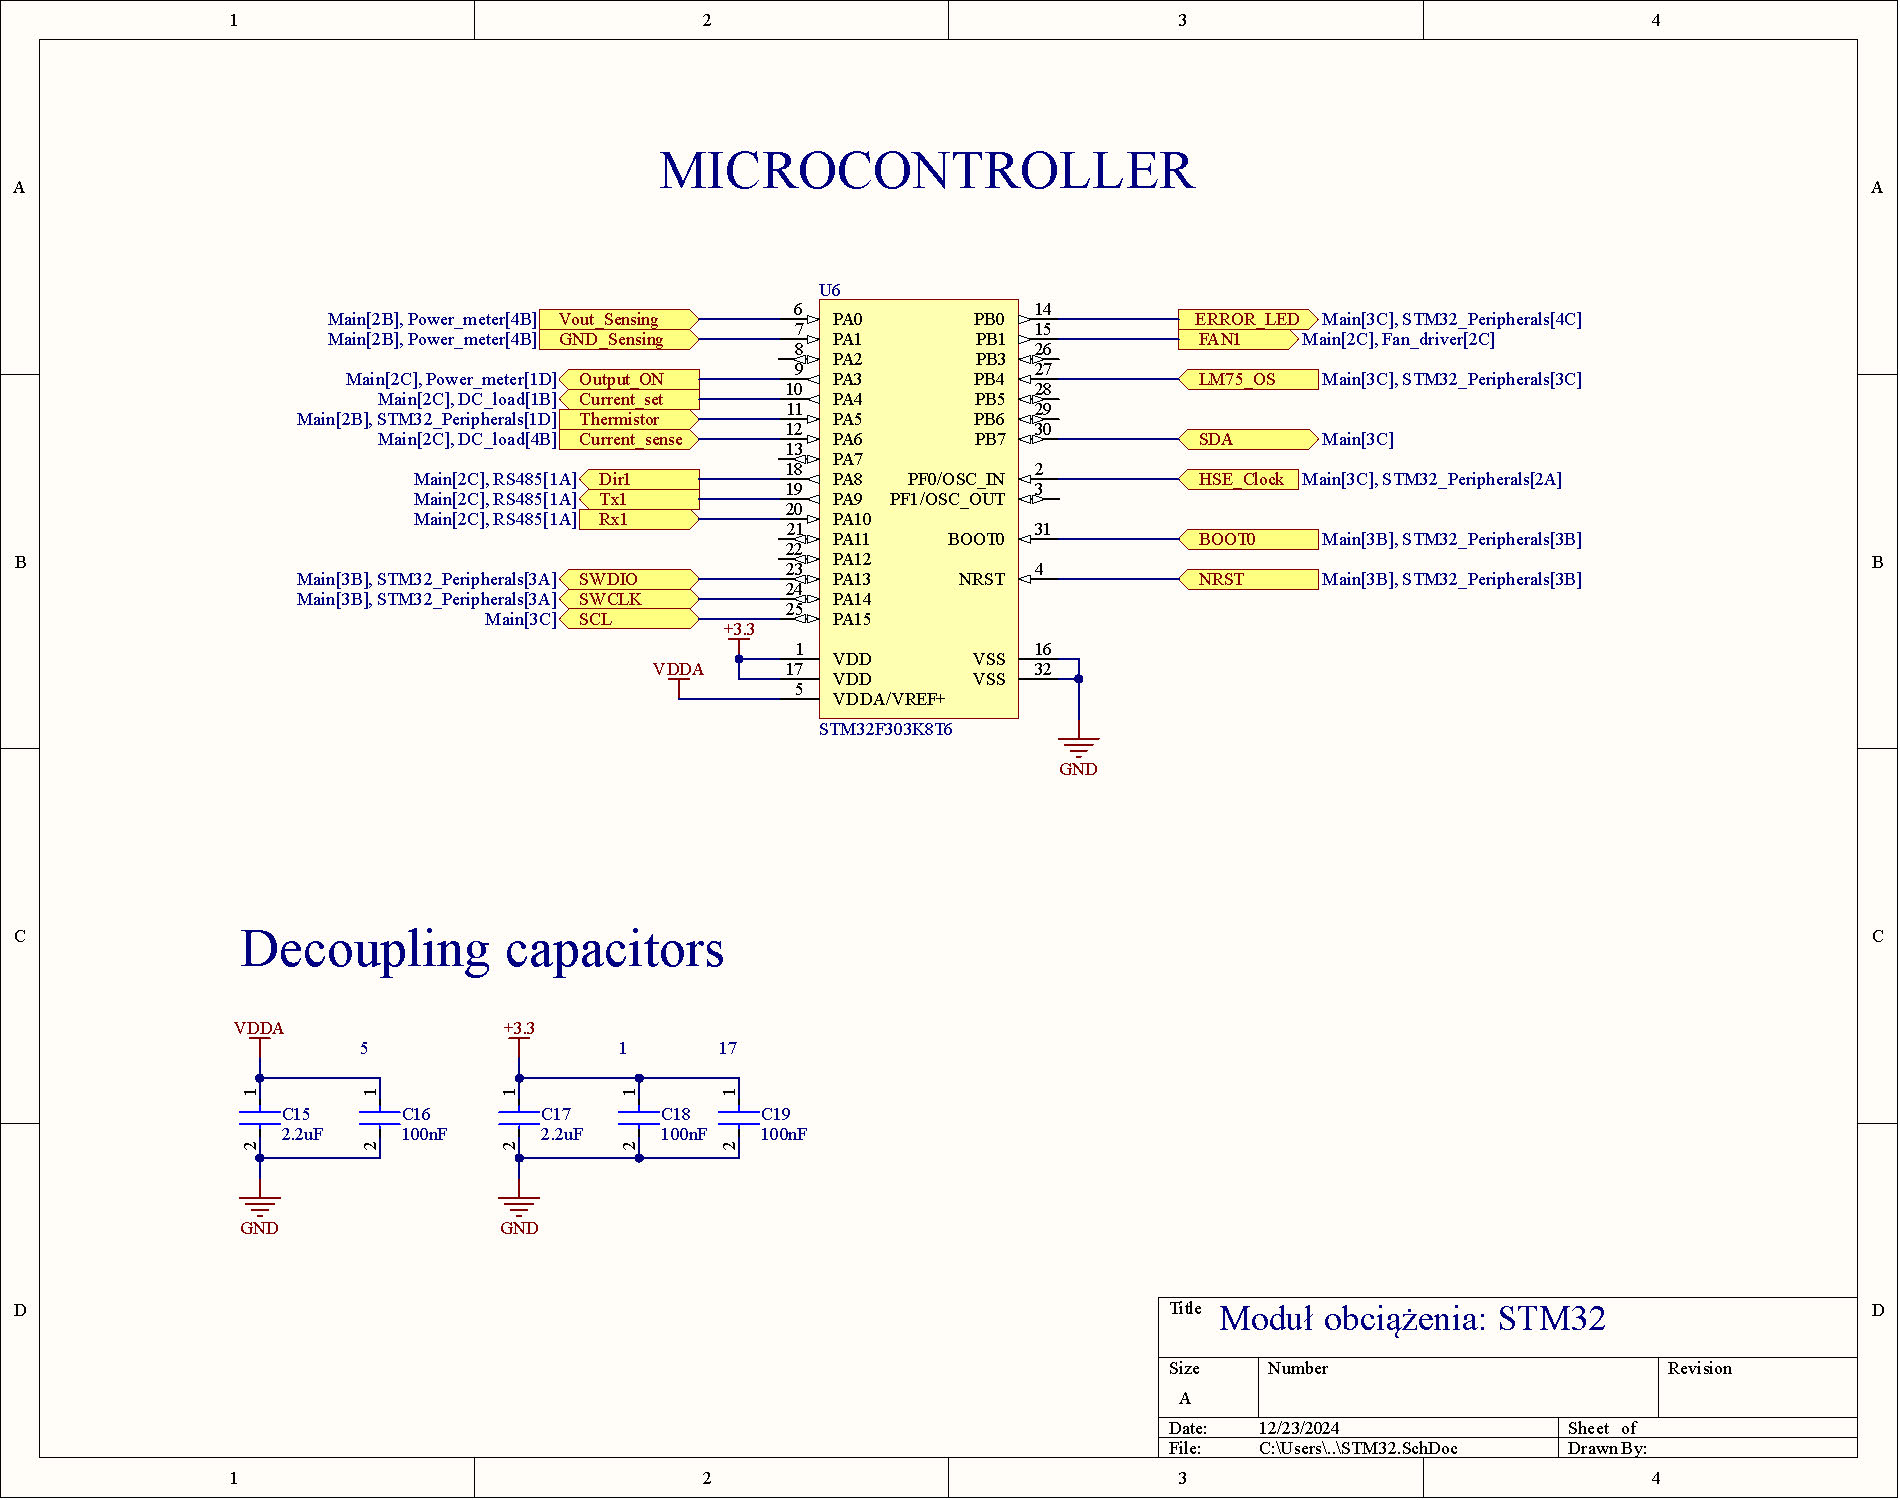 1 2 3 4
A A
B B
C C
D D
MICROCONTROLLER
U6
Main[2B], Power_meter[4B] Vout_Sensing 6 PA0
Main[2B], Power_meter[4B] GND_Sensing 7 PA1
8 PA2
Main[2C], Power_meter[1D] Output_ON 9 PA3
Main[2C], DC_load[1B] Current_set 10 PA4
Main[2B], STM32_Peripherals[1D] Thermistor 11 PA5
Main[2C], DC_load[4B] Current_sense 12 PA6
13 PA7
Main[2C], RS485[1A] Dir1 18 PA8
Main[2C], RS485[1A] Tx1 19 PA9
Main[2C], RS485[1A] Rx1 20 PA10
21 PA11
22 PA12
Main[3B], STM32_Peripherals[3A] SWDIO 23 PA13
Main[3B], STM32_Peripherals[3A] SWCLK 24 PA14
Main[3C] SCL 25 PA15
+3.3
1 VDD
17 VDD
VDDA
5 VDDA/VREF+
PB0 14 ERROR_LED Main[3C], STM32_Peripherals[4C]
PB1 15 FAN1 Main[2C], Fan_driver[2C]
PB3 26
PB4 27 LM75_OS Main[3C], STM32_Peripherals[3C]
PB5 28
PB6 29
PB7 30 SDA Main[3C]
PF0/OSC_IN 2 HSE_Clock Main[3C], STM32_Peripherals[2A]
PF1/OSC_OUT 3
BOOT0 31 BOOT0 Main[3B], STM32_Peripherals[3B]
NRST 4 NRST Main[3B], STM32_Peripherals[3B]
VSS 16
VSS 32
GND
STM32F303K8T6
Decoupling capacitors
VDDA 5
1 C15 2.2uF 2
1 C16 100nF 2
GND
+3.3 1 17
1 C17 2.2uF 2
1 C18 100nF 2
1 C19 100nF 2
GND
Title Moduł obciążenia: STM32
Size Number Revision
A
Date: 12/23/2024 Sheet of
File: C:\Users\..\STM32.SchDoc Drawn By:
1 2 3 4